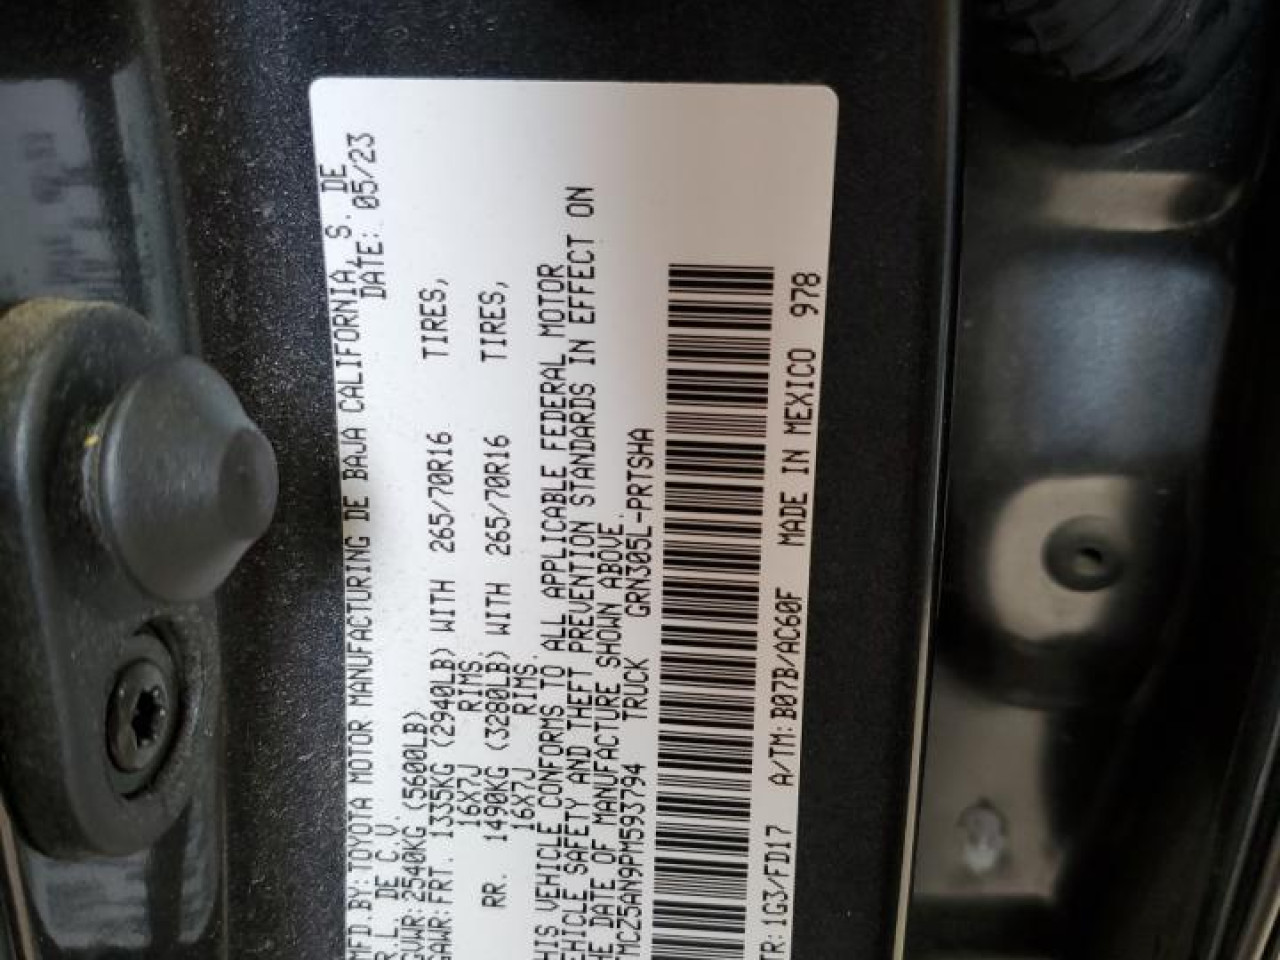 MFD.BY:TOYOTA MOTOR MANUFACTURING DE BAJA CALIFORNIA, S. DE
R.L. DE C.V. DATE: 05/23
GVWR:2540KG (5600LB)
GAWR:FRT. 1335KG (2940LB) WITH 265/70R16 TIRES,
16X7J RIMS,
RR. 1490KG (3280LB) WITH 265/70R16 TIRES,
16X7J RIMS.
HIS VEHICLE CONFORMS TO ALL APPLICABLE FEDERAL MOTOR
EHICLE SAFETY AND THEFT PREVENTION STANDARDS IN EFFECT ON
HE DATE OF MANUFACTURE SHOWN ABOVE.
TMCZ5AN9PM593794 TRUCK GRN305L-PRTSHA
TR:1G3/FD17 A/TM:B07B/AC60F MADE IN MEXICO 978